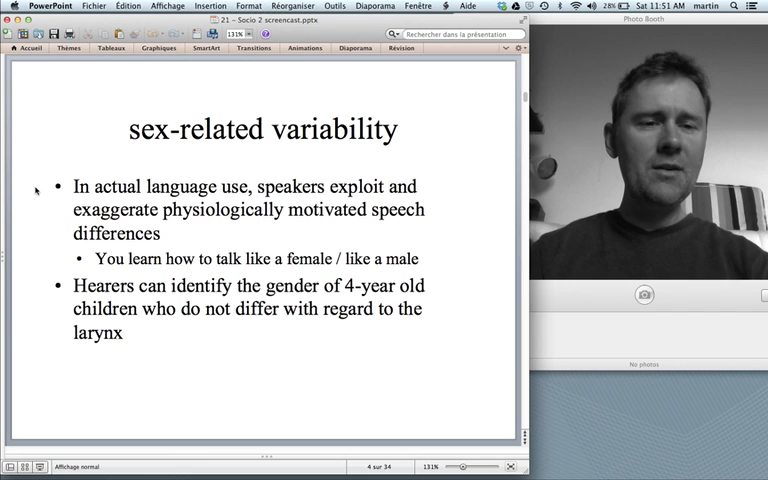 PowerPoint Fichier Édition Affichage Insertion Format Réorganiser Outils Diaporama Fenêtre Aide 28% Sat 11:51 AM martin
21 – Socio 2 screencast.pptx
Photo Booth
131%
Rechercher dans la présentation
Accueil Thèmes Tableaux Graphiques SmartArt Transitions Animations Diaporama Révision
sex-related variability
• In actual language use, speakers exploit and
exaggerate physiologically motivated speech
differences
• You learn how to talk like a female / like a male
• Hearers can identify the gender of 4-year old
children who do not differ with regard to the
larynx
No photos
Affichage normal 4 sur 34 131%